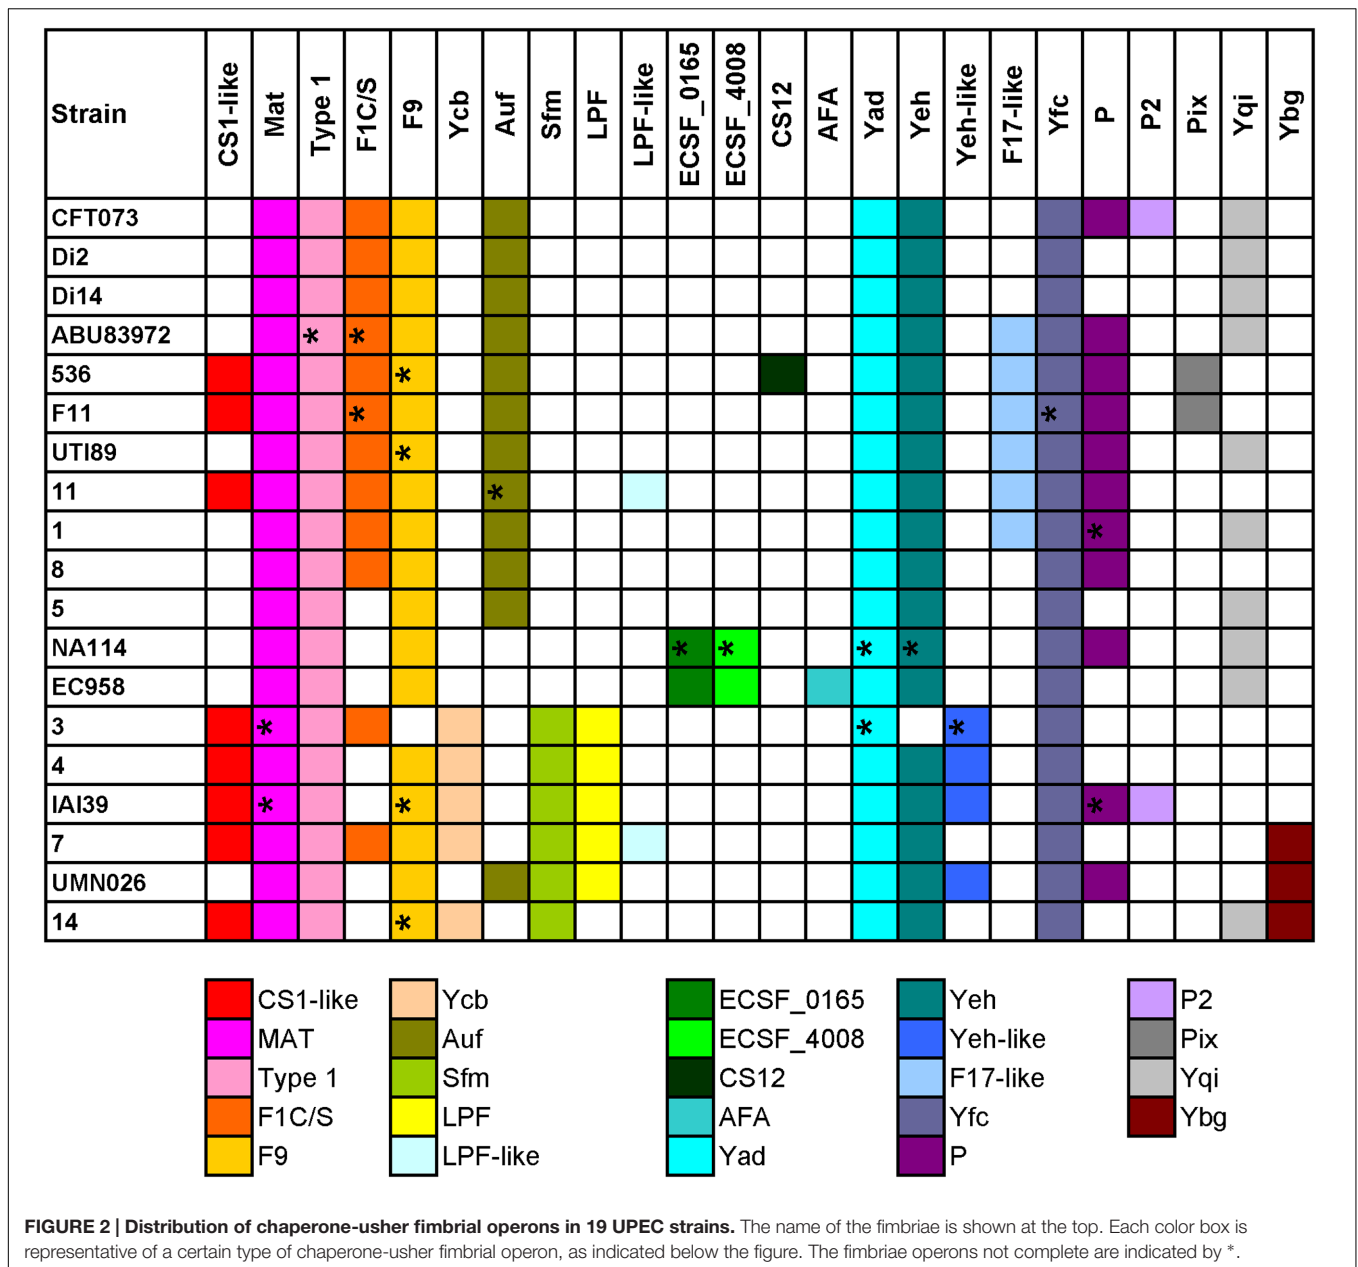 Strain CS1-like Mat Type 1 F1C/S F9 Ycb Auf Sfm LPF LPF-like ECSF_0165 ECSF_4008 CS12 AFA Yad Yeh Yeh-like F17-like Yfc P P2 Pix Yqi Ybg
CFT073
Di2
Di14
ABU83972 * *
536 *
F11 * *
UTI89 *
11 *
1 *
8
5
NA114 * * * *
EC958
3 * * *
4
IAI39 * * *
7
UMN026
14 *
CS1-like Ycb ECSF_0165 Yeh P2
MAT Auf ECSF_4008 Yeh-like Pix
Type 1 Sfm CS12 F17-like Yqi
F1C/S LPF AFA Yfc Ybg
F9 LPF-like Yad P
FIGURE 2 | Distribution of chaperone-usher fimbrial operons in 19 UPEC strains. The name of the fimbriae is shown at the top. Each color box is
representative of a certain type of chaperone-usher fimbrial operon, as indicated below the figure. The fimbriae operons not complete are indicated by *.